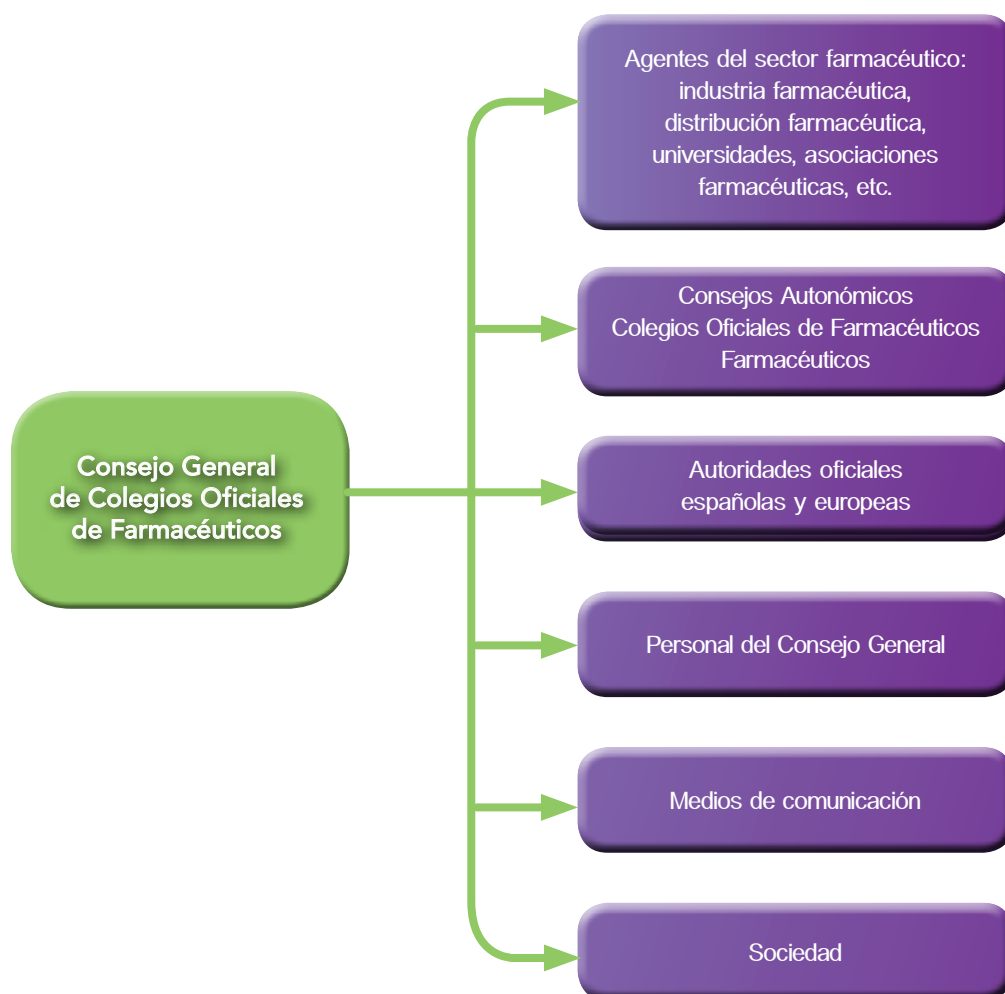 Agentes del sector farmacéutico:
industria farmacéutica,
distribución farmacéutica,
universidades, asociaciones
farmacéuticas, etc.
Consejos Autonómicos
Colegios Oficiales de Farmacéuticos
Farmacéuticos
Consejo General
de Colegios Oficiales
de Farmacéuticos
Autoridades oficiales
españolas y europeas
Personal del Consejo General
Medios de comunicación
Sociedad